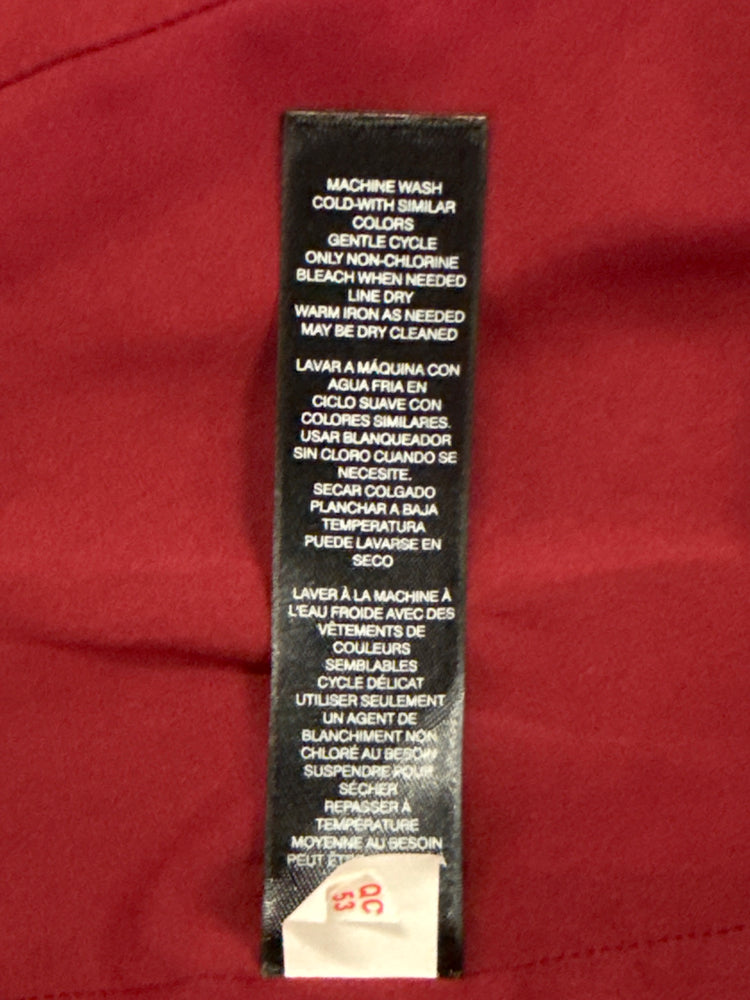 MACHINE WASH
COLD-WITH SIMILAR
COLORS
GENTLE CYCLE
ONLY NON-CHLORINE
BLEACH WHEN NEEDED
LINE DRY
WARM IRON AS NEEDED
MAY BE DRY CLEANED
LAVAR A MÁQUINA CON
AGUA FRIA EN
CICLO SUAVE CON
COLORES SIMILARES.
USAR BLANQUEADOR
SIN CLORO CUANDO SE
NECESITE.
SECAR COLGADO
PLANCHAR A BAJA
TEMPERATURA
PUEDE LAVARSE EN
SECO
LAVER À LA MACHINE À
L'EAU FROIDE AVEC DES
VÊTEMENTS DE
COULEURS
SEMBLABLES
CYCLE DÉLICAT
UTILISER SEULEMENT
UN AGENT DE
BLANCHIMENT NON
CHLORÉ AU BESOIN
SUSPENDRE POUR
SÉCHER
REPASSER À
TEMPÉRATURE
MOYENNE AU BESOIN
PEUT
QC
53